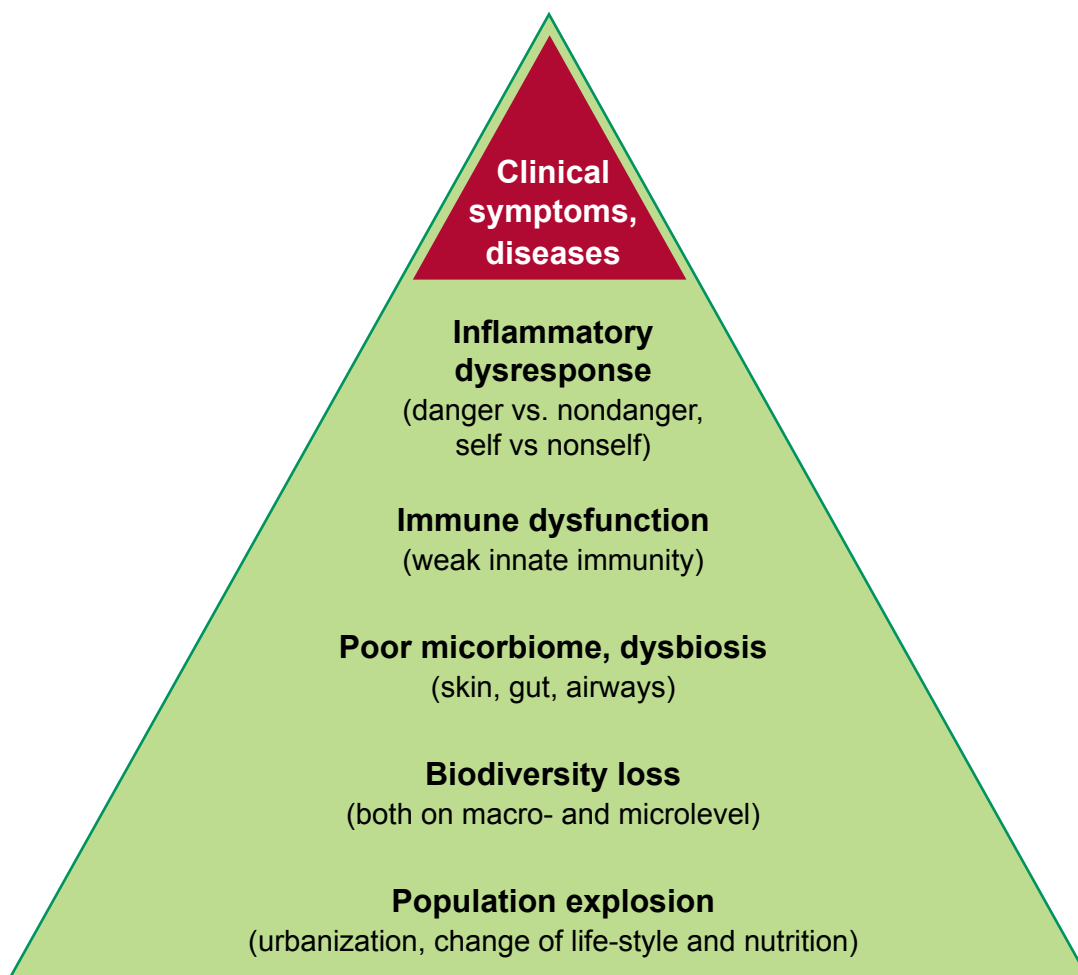 Clinical
symptoms,
diseases
Inflammatory
dysresponse
(danger vs. nondanger,
self vs nonself)
Immune dysfunction
(weak innate immunity)
Poor micorbiome, dysbiosis
(skin, gut, airways)
Biodiversity loss
(both on macro- and microlevel)
Population explosion
(urbanization, change of life-style and nutrition)